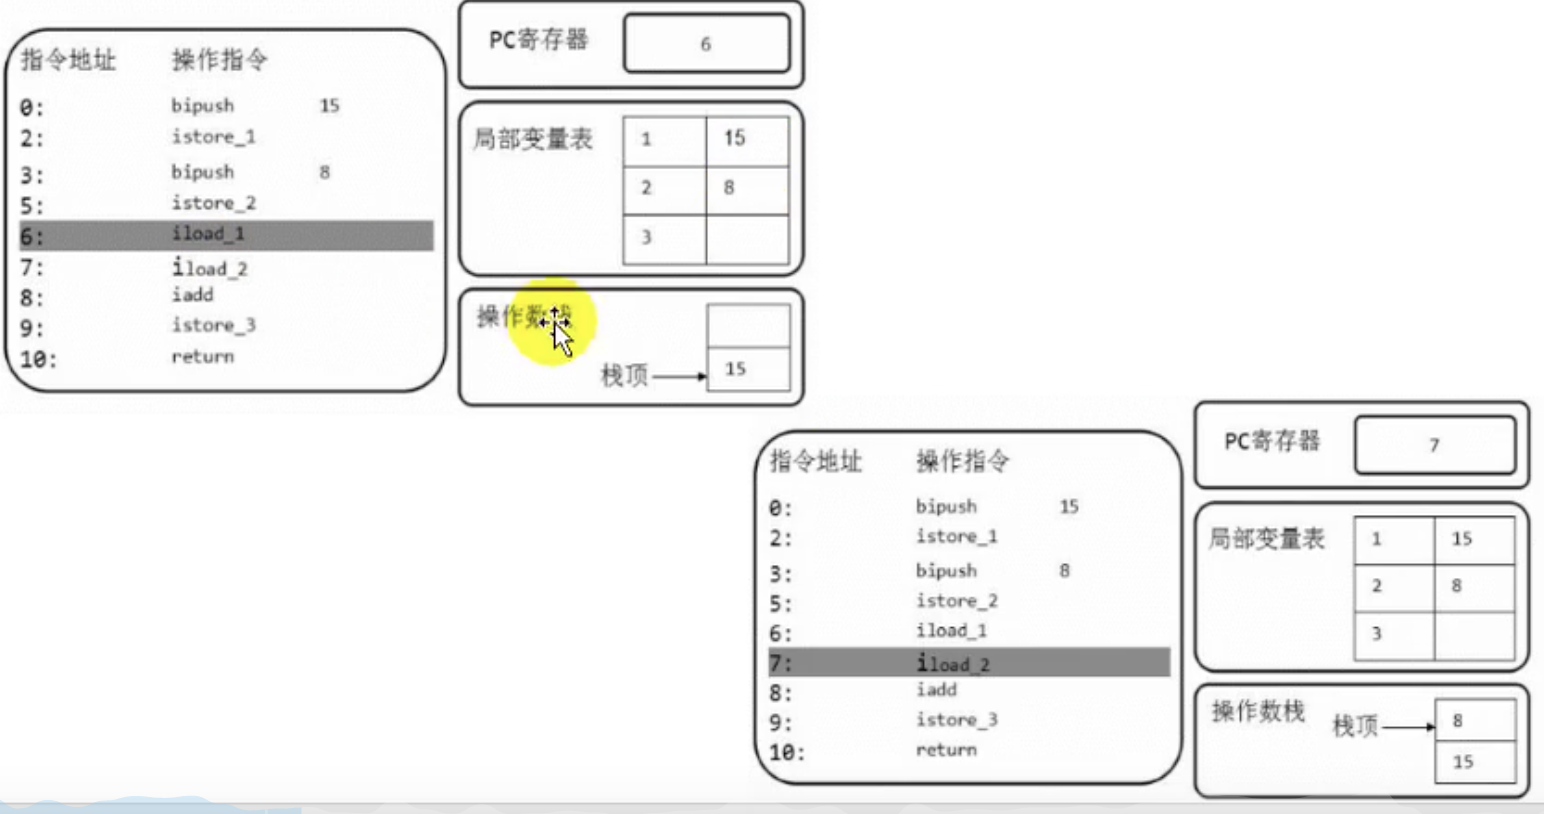 指令地址 操作指令
0: bipush 15
2: istore_1
3: bipush 8
5: istore_2
6: iload_1
7: iload_2
8: iadd
9: istore_3
10: return
PC寄存器 6
局部变量表 1 15
2 8
3
操作数栈
栈顶 15
指令地址 操作指令
0: bipush 15
2: istore_1
3: bipush 8
5: istore_2
6: iload_1
7: iload_2
8: iadd
9: istore_3
10: return
PC寄存器 7
局部变量表 1 15
2 8
3
操作数栈 栈顶 8
15